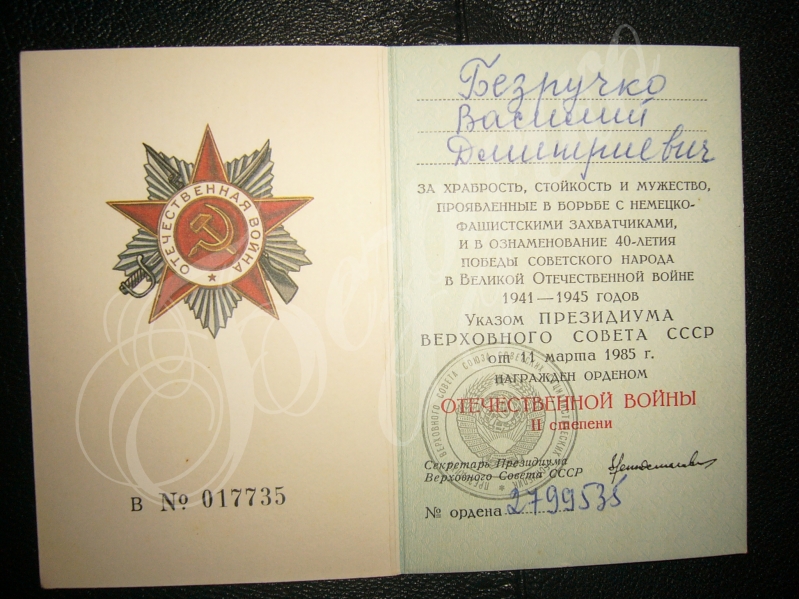 ОТЕЧЕСТВЕННАЯ ВОЙНА
В № 017735
Безручко
Василий
Дмитриевич
ЗА ХРАБРОСТЬ, СТОЙКОСТЬ И МУЖЕСТВО,
ПРОЯВЛЕННЫЕ В БОРЬБЕ С НЕМЕЦКО-
ФАШИСТСКИМИ ЗАХВАТЧИКАМИ,
И В ОЗНАМЕНОВАНИЕ 40-ЛЕТИЯ
ПОБЕДЫ СОВЕТСКОГО НАРОДА
В ВЕЛИКОЙ ОТЕЧЕСТВЕННОЙ ВОЙНЕ
1941—1945 ГОДОВ
УКАЗОМ ПРЕЗИДИУМА
ВЕРХОВНОГО СОВЕТА СССР
от 11 марта 1985 г.
НАГРАЖДЕН ОРДЕНОМ
ОТЕЧЕСТВЕННОЙ ВОЙНЫ
II степени
Секретарь Президиума
Верховного Совета СССР
№ ордена 2799535